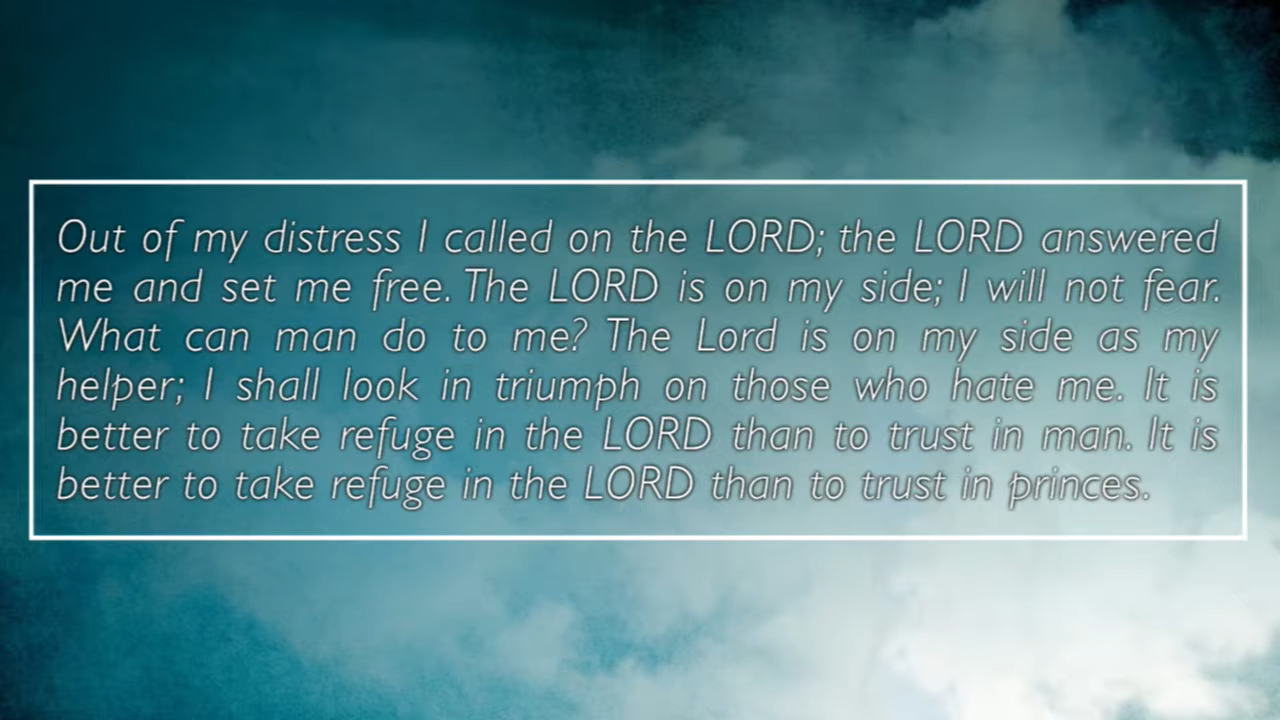 Out of my distress I called on the LORD; the LORD answered
me and set me free. The LORD is on my side; I will not fear.
What can man do to me? The Lord is on my side as my
helper; I shall look in triumph on those who hate me. It is
better to take refuge in the LORD than to trust in man. It is
better to take refuge in the LORD than to trust in princes.